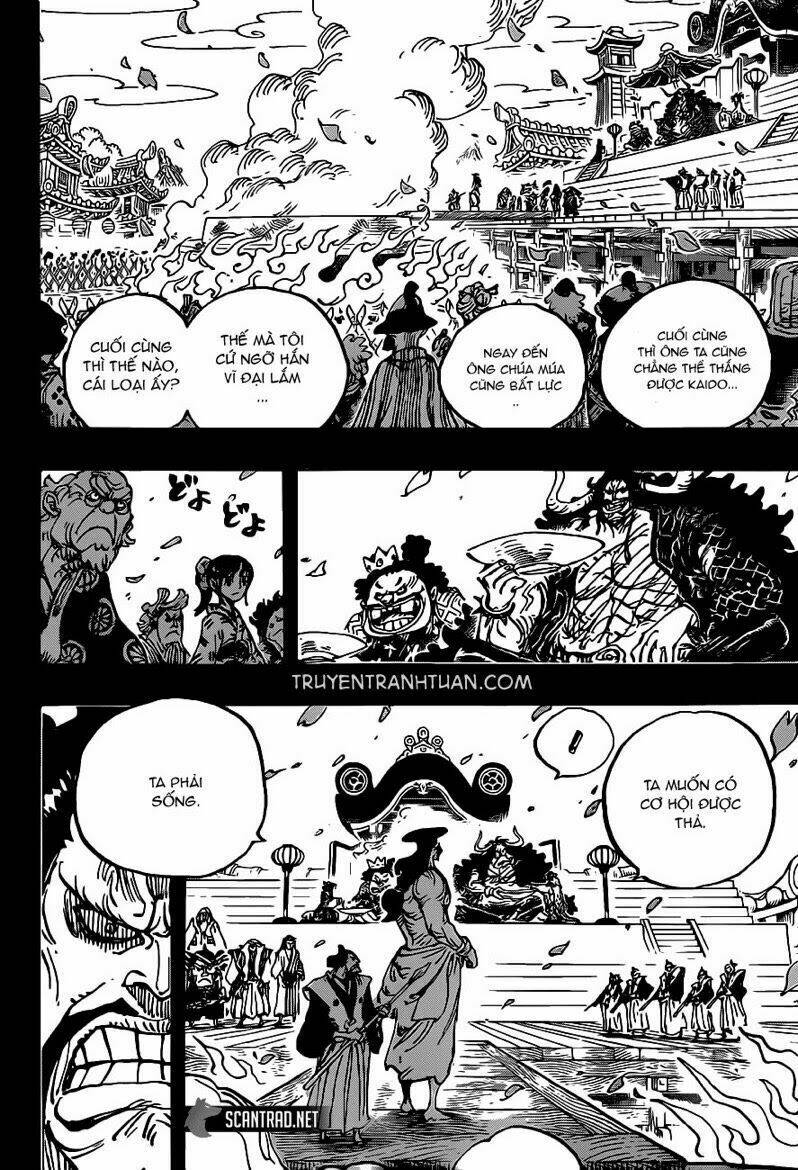 CUỐI CÙNG
THÌ ÔNG TA CŨNG
CHẲNG THỂ THẮNG
ĐƯỢC KAIDO...
NGAY ĐẾN
ÔNG CHÚA MÚA
CŨNG BẤT LỰC
..
THẾ MÀ TÔI
CỨ NGỠ HẮN
VĨ ĐẠI LẮM
...
CUỐI CÙNG
THÌ THẾ NÀO,
CÁI LOẠI ẤY?
どよ
どよ
TRUYENTRANHTUAN.COM
TA MUỐN CÓ
CƠ HỘI ĐƯỢC
THẢ.
!
TA PHẢI
SỐNG.
SCANTRAD.NET